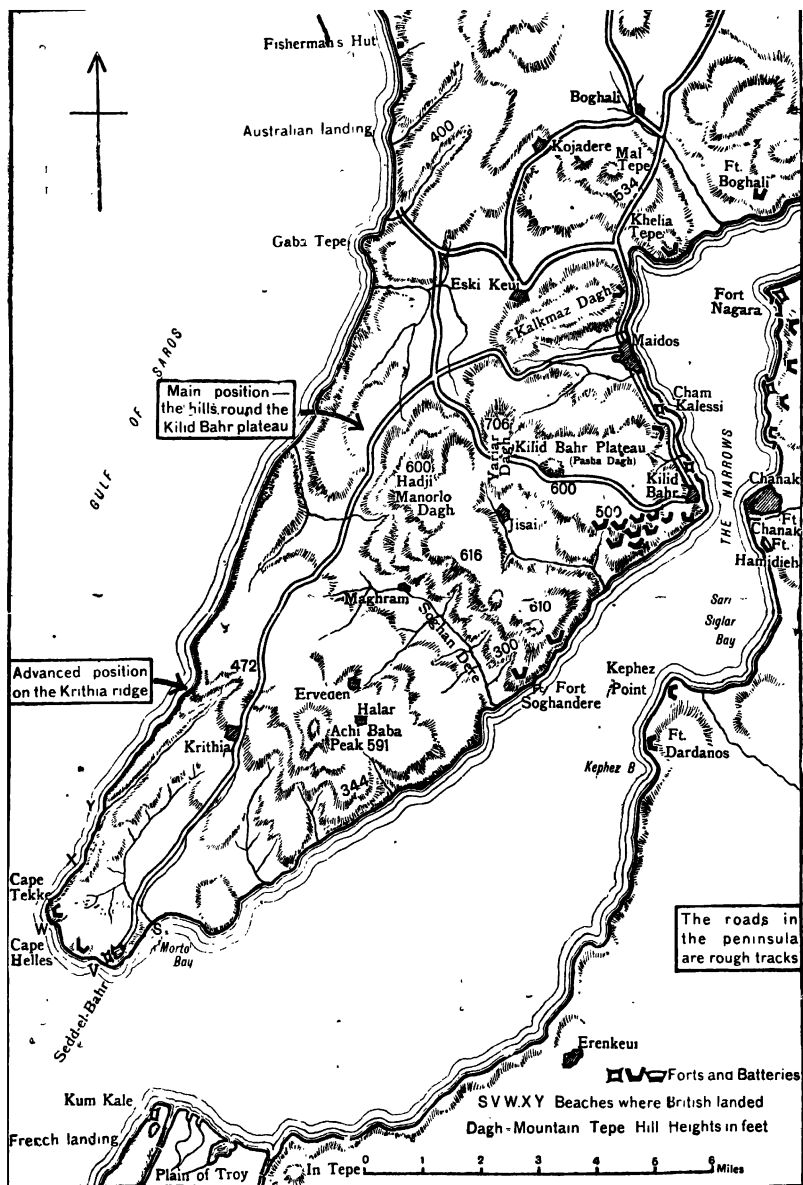 Fisherman's Hut
Boghali
Australian landing
400
Kojadere
Mal
Tepe
534
Ft.
Boghali
Khelia
Tepe
Gaba Tepe
Eski Keui
Kalkmaz Dagh
Fort
Nagara
Maidos
GULF OF SAROS
Main position—
the hills round the
Kilid Bahr plateau
Cham
Kalessi
706
Kilid Bahr Plateau
(Pasha Dagh)
600
Hadji
Manorlo
Dagh
600
Kilid
Bahr
THE NARROWS
Chanak
500
Jisai
Ft
Chanak
Ft.
Hamidieh
616
Maghram
Soghan Dere
610
Sari
Siglar
Bay
300
Advanced position
on the Krithia ridge
472
Kephez
Point
Fort
Soghandere
Erveden
Halar
Krithia
Achi Baba
Peak 591
Ft.
Dardanos
Kephez B
344
Y
X
Cape
Tekke
W
Cape
Helles
S.
Morto
Bay
V
Sedd-el-Bahr
The roads in
the peninsula
are rough tracks
Erenkeui
Forts and Batteries
S V W.X Y Beaches where British landed
Dagh=Mountain Tepe Hill Heights in feet
Kum Kale
French landing
Plain of Troy
In Tepe
0 1 2 3 4 5 6 Miles